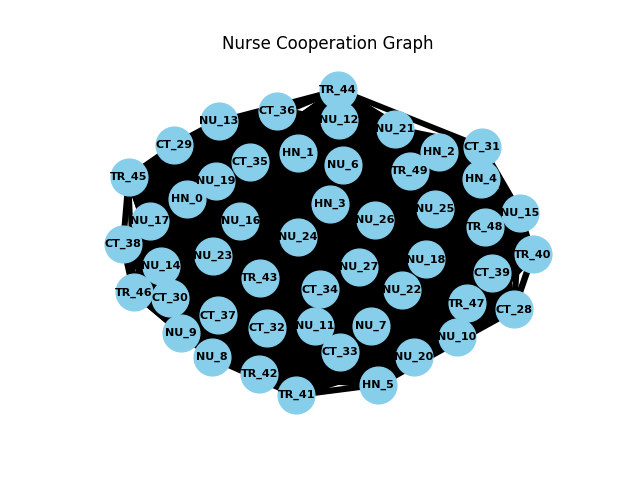 Nurse Cooperation Graph
TR_44
CT_36
NU_12
NU_13
NU_21
CT_29
CT_31
HN_2
HN_1
CT_35
NU_6
TR_49
TR_45
NU_19
HN_4
HN_0
HN_3
NU_25
NU_15
NU_17
NU_16
NU_26
TR_48
NU_24
CT_38
TR_40
NU_23
NU_18
NU_14
NU_27
CT_39
TR_43
CT_34
NU_22
TR_46
CT_30
TR_47
CT_28
CT_37
NU_11
NU_7
CT_32
NU_9
NU_10
CT_33
NU_8
NU_20
TR_42
HN_5
TR_41